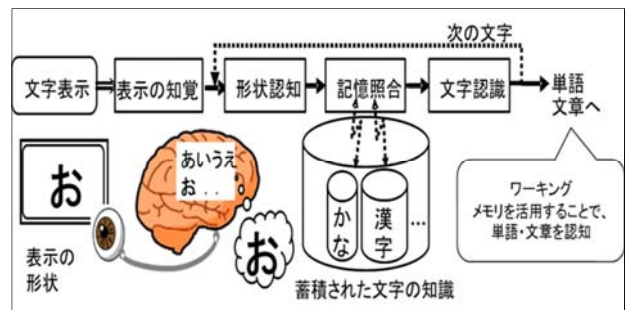 次の文字
文字表示
表示の知覚
形状認知
記憶照合
文字認識
単語
文章へ
お
あいうえ
お . .
お
かな
漢字
...
ワーキング
メモリを活用することで、
単語・文章を認知
表示の
形状
蓄積された文字の知識